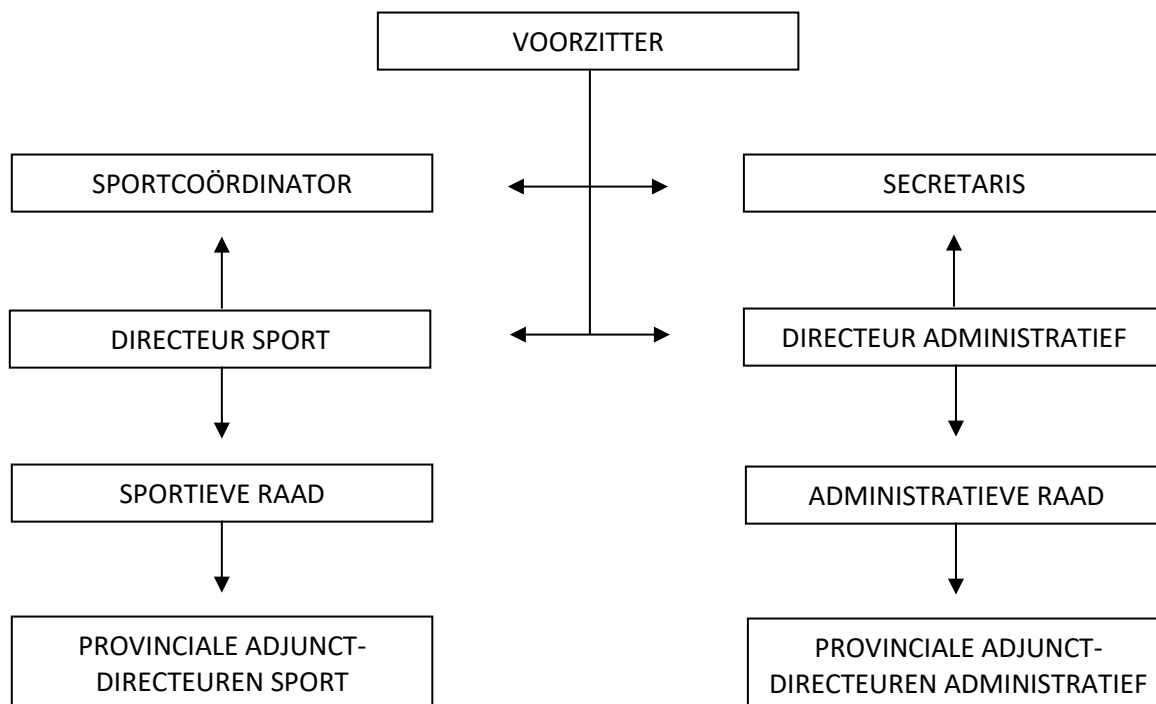 VOORZITTER
SPORTCOÖRDINATOR
SECRETARIS
DIRECTEUR SPORT
DIRECTEUR ADMINISTRATIEF
SPORTIEVE RAAD
ADMINISTRATIEVE RAAD
PROVINCIALE ADJUNCT-
DIRECTEUREN SPORT
PROVINCIALE ADJUNCT-
DIRECTEUREN ADMINISTRATIEF